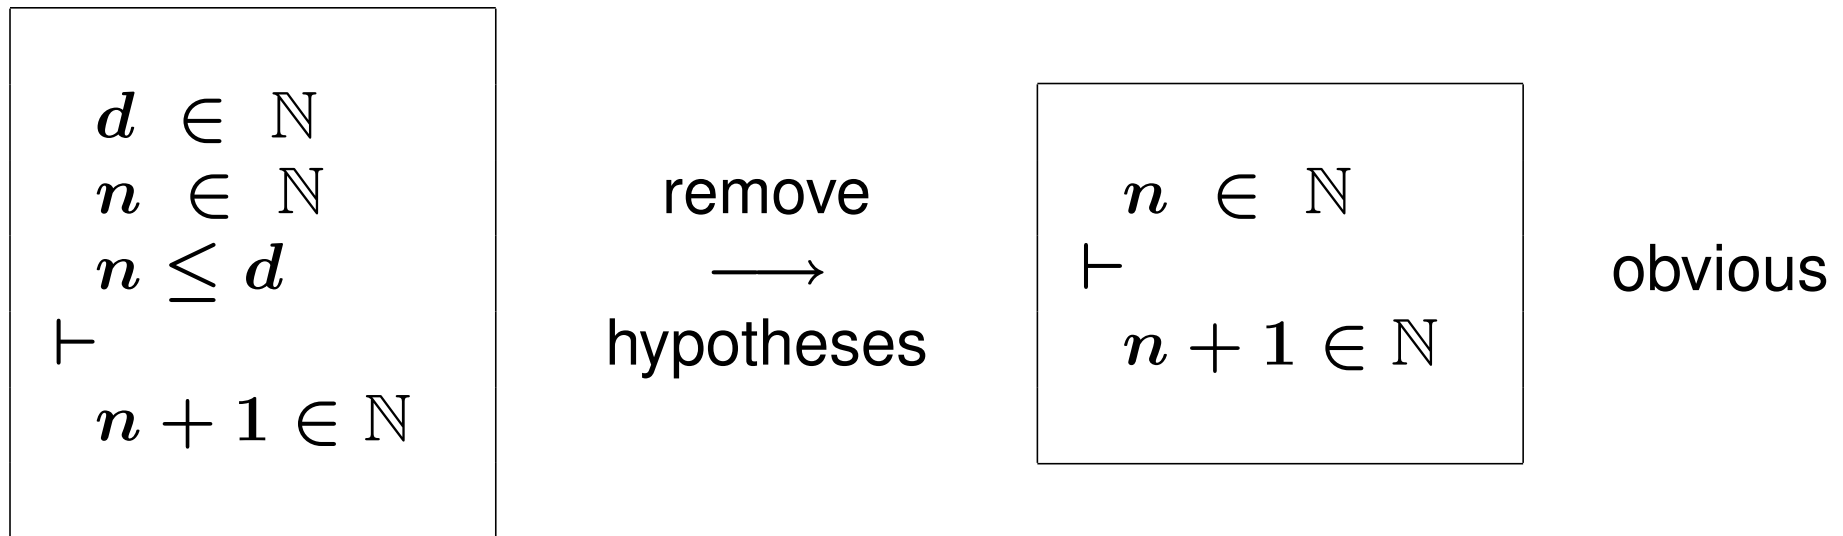 d ∈ ℕ
n ∈ ℕ
n ≤ d
⊢
n + 1 ∈ ℕ
remove
⟶
hypotheses
n ∈ ℕ
⊢
n + 1 ∈ ℕ
obvious